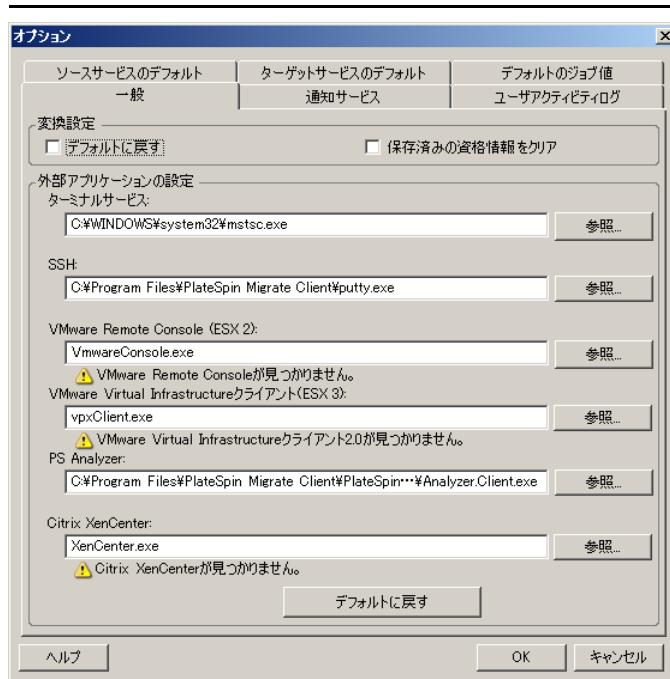 オプション
ソースサービスのデフォルト ターゲットサービスのデフォルト デフォルトのジョブ値
一般 通知サービス ユーザアクティビティログ
変換設定
デフォルトに戻す 保存済みの資格情報をクリア
外部アプリケーションの設定
ターミナルサービス:
C:¥WINDOWS¥system32¥mstsc.exe 参照...
SSH:
C:¥Program Files¥PlateSpin Migrate Client¥putty.exe 参照...
VMware Remote Console (ESX 2):
VmwareConsole.exe 参照...
VMware Remote Consoleが見つかりません。
VMware Virtual Infrastructureクライアント(ESX 3):
vpxClient.exe 参照...
VMware Virtual Infrastructureクライアント2.0が見つかりません。
PS Analyzer:
C:¥Program Files¥PlateSpin Migrate Client¥PlateSpin…¥Analyzer.Client.exe 参照...
Citrix XenCenter:
XenCenter.exe 参照...
Citrix XenCenterが見つかりません。
デフォルトに戻す
ヘルプ OK キャンセル